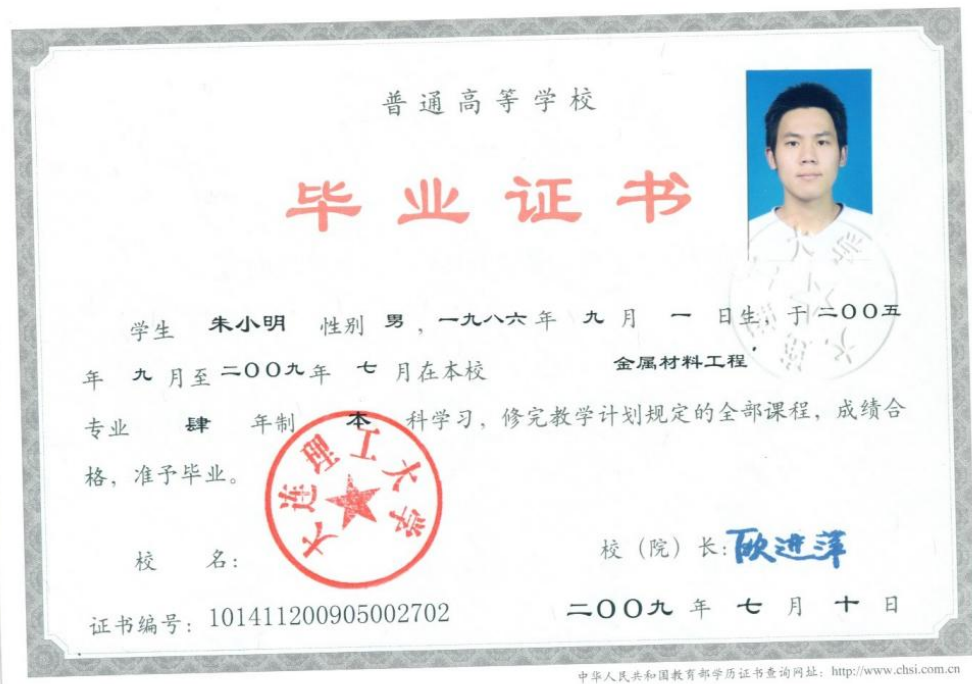 普通高等学校
毕业证书
学生 朱小明 性别 男 ，一九八六 年 九 月 一 日生，于 二OO五
年 九 月至 二OO九 年 七 月在本校 金属材料工程
专业 肆 年制 本 科学习，修完教学计划规定的全部课程，成绩合
格，准予毕业。
大连理工大学
校 名：
校（院）长：欧进萍
证书编号：101411200905002702
二OO九 年 七 月 十 日
中华人民共和国教育部学历证书查询网址：http://www.chsi.com.cn